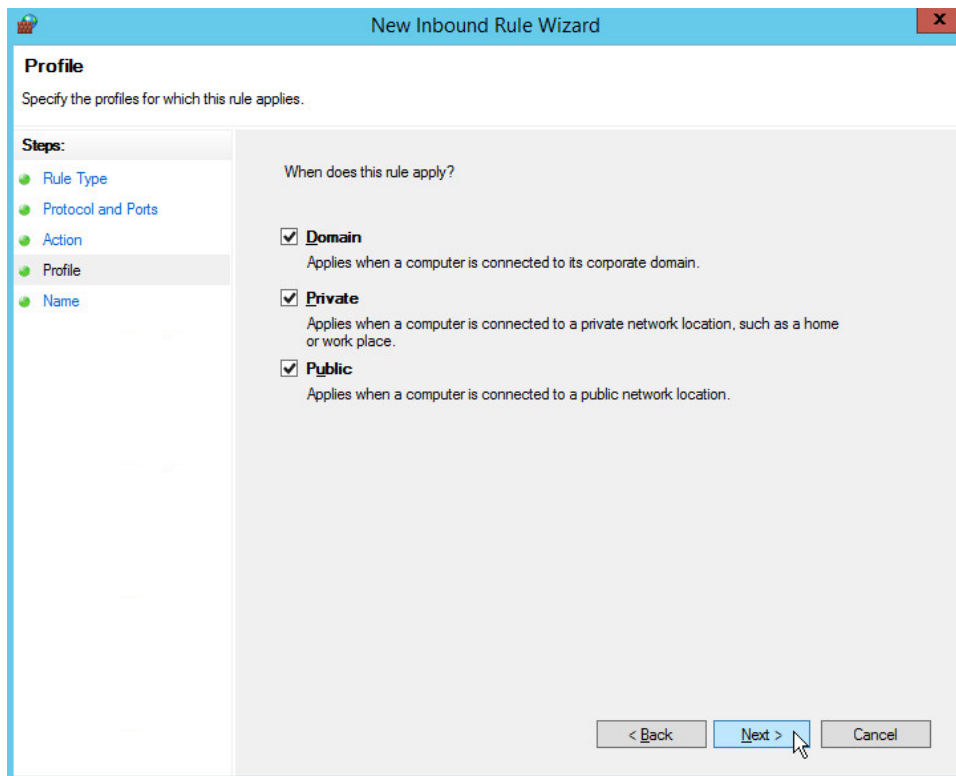 New Inbound Rule Wizard
x
Profile
Specify the profiles for which this rule applies.
Steps:
Rule Type
Protocol and Ports
Action
Profile
Name
When does this rule apply?
Domain
Applies when a computer is connected to its corporate domain.
Private
Applies when a computer is connected to a private network location, such as a home
or work place.
Public
Applies when a computer is connected to a public network location.
< Back
Next >
Cancel